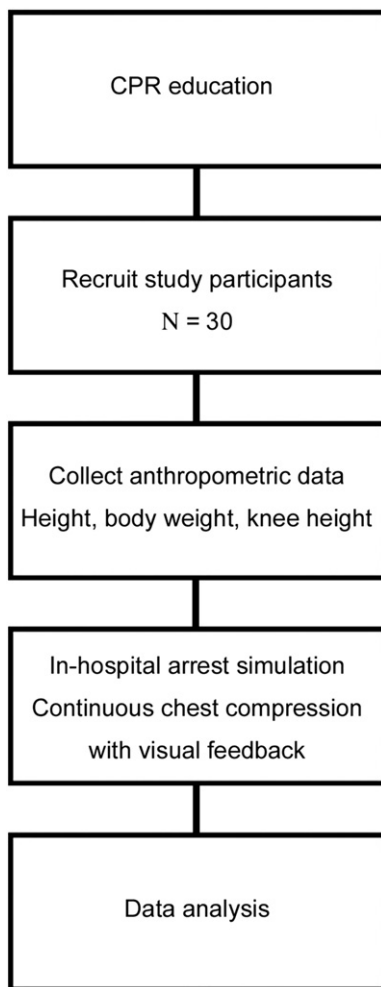 CPR education
Recruit study participants
N = 30
Collect anthropometric data
Height, body weight, knee height
In-hospital arrest simulation
Continuous chest compression
with visual feedback
Data analysis